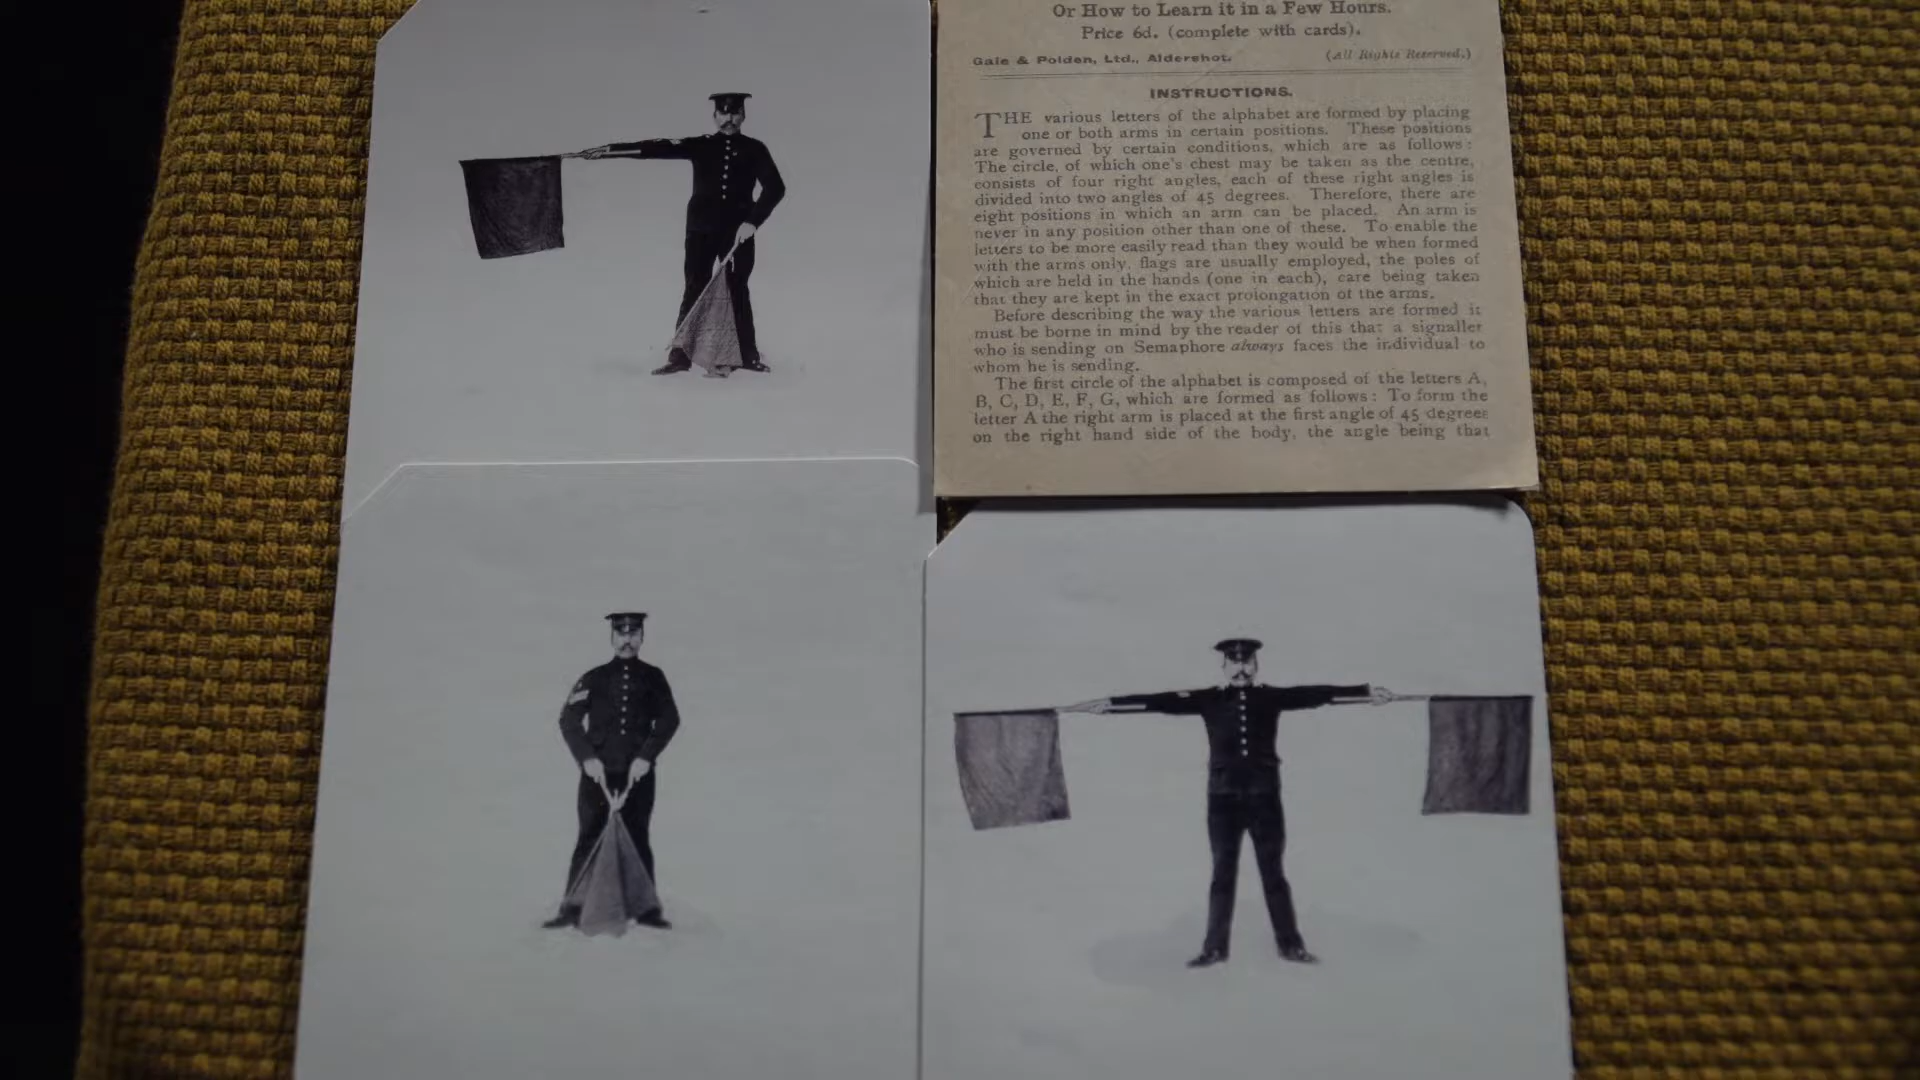 Or How to Learn it in a Few Hours.
Price 6d. (complete with cards).
Gale & Polden, Ltd., Aldershot. (All Rights Reserved.)
INSTRUCTIONS.
THE various letters of the alphabet are formed by placing
one or both arms in certain positions. These positions
are governed by certain conditions, which are as follows:
The circle, of which one's chest may be taken as the centre,
consists of four right angles, each of these right angles is
divided into two angles of 45 degrees. Therefore, there are
eight positions in which an arm can be placed. An arm is
never in any position other than one of these. To enable the
letters to be more easily read than they would be when formed
with the arms only, flags are usually employed, the poles of
which are held in the hands (one in each), care being taken
that they are kept in the exact prolongation of the arms.
Before describing the way the various letters are formed it
must be borne in mind by the reader of this that a signaller
who is sending on Semaphore always faces the individual to
whom he is sending.
The first circle of the alphabet is composed of the letters A,
B, C, D, E, F, G, which are formed as follows: To form the
letter A the right arm is placed at the first angle of 45 degrees
on the right hand side of the body, the angle being that